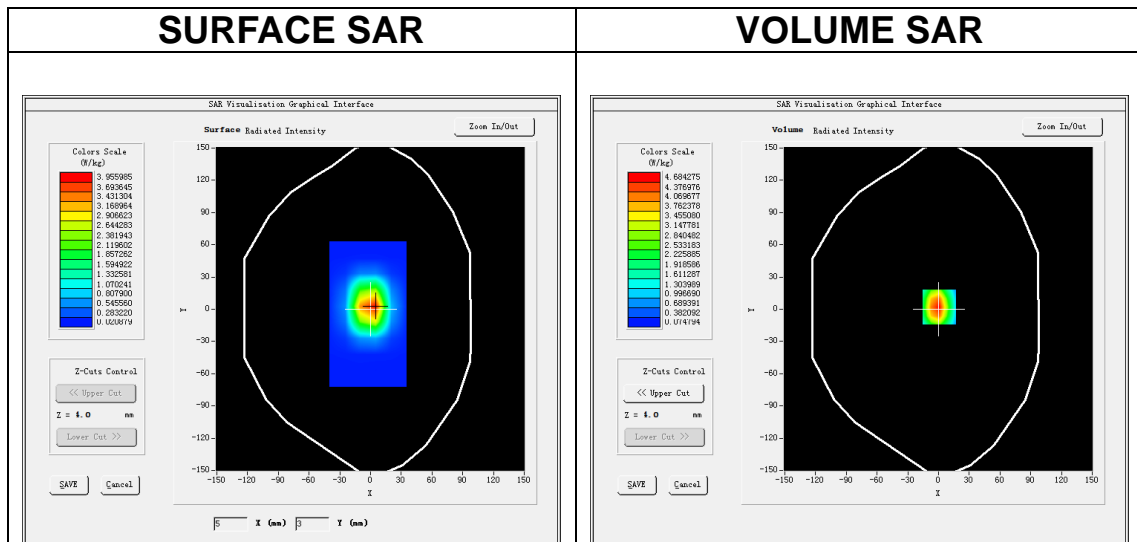 SURFACE SAR
VOLUME SAR
SAR Visualisation Graphical Interface
Surface Radiated Intensity
Zoom In/Out
Colors Scale
(W/kg)
3.955985
3.693645
3.431304
3.168964
2.906623
2.644283
2.381943
2.119602
1.857262
1.594922
1.332581
1.070241
0.807900
0.545560
0.283220
0.020879
Z-Cuts Control
<< Upper Cut
Z = 4.0 mm
Lower Cut >>
SAVE
Cancel
150
120
90
60
30
0
-30
-60
-90
-120
-150
Y
-150 -120 -90 -60 -30 0 30 60 90 120 150
X
5 X (mm) 3 Y (mm)
SAR Visualisation Graphical Interface
Volume Radiated Intensity
Zoom In/Out
Colors Scale
(W/kg)
4.684275
4.376976
4.069677
3.762378
3.455080
3.147781
2.840482
2.533183
2.225885
1.918586
1.611287
1.303989
0.996690
0.689391
0.382092
0.074794
Z-Cuts Control
<< Upper Cut
Z = 4.0 mm
Lower Cut >>
SAVE
Cancel
150
120
90
60
30
0
-30
-60
-90
-120
-150
Y
-150 -120 -90 -60 -30 0 30 60 90 120 150
X